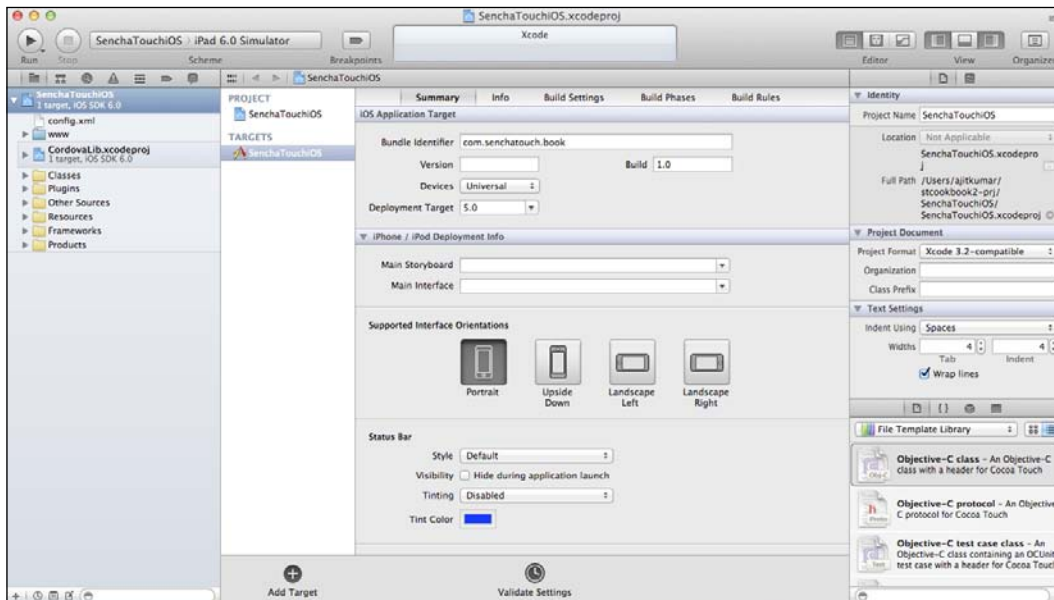 SenchaTouchiOS.xcodeproj
SenchaTouchiOS iPad 6.0 Simulator
Xcode
Run Stop Scheme Breakpoints Editor View Organizer
SenchaTouchiOS
SenchaTouchiOS
1 target, iOS SDK 6.0
config.xml
www
CordovaLib.xcodeproj
1 target, iOS SDK 6.0
Classes
Plugins
Other Sources
Resources
Frameworks
Products
PROJECT
SenchaTouchiOS
TARGETS
SenchaTouchiOS
Summary Info Build Settings Build Phases Build Rules
iOS Application Target
Bundle Identifier com.senchatouch.book
Version Build 1.0
Devices Universal
Deployment Target 5.0
iPhone / iPod Deployment Info
Main Storyboard
Main Interface
Supported Interface Orientations
Portrait
Upside
Down
Landscape
Left
Landscape
Right
Status Bar
Style Default
Visibility Hide during application launch
Tinting Disabled
Tint Color
Add Target Validate Settings
Identity
Project Name SenchaTouchiOS
Location Not Applicable
SenchaTouchiOS.xcodepro
j
Full Path /Users/ajitkumar/
stcookbook2-prj/
SenchaTouchiOS/
SenchaTouchiOS.xcodeproj
Project Document
Project Format Xcode 3.2-compatible
Organization
Class Prefix
Text Settings
Indent Using Spaces
Widths 4 4
Tab Indent
Wrap lines
File Template Library
Objective-C class - An Objective-C
class with a header for Cocoa Touch
Objective-C protocol - An Objective-
C protocol for Cocoa Touch
Objective-C test case class - An
Objective-C class containing an OCUnit
test case with a header for Cocoa Touch